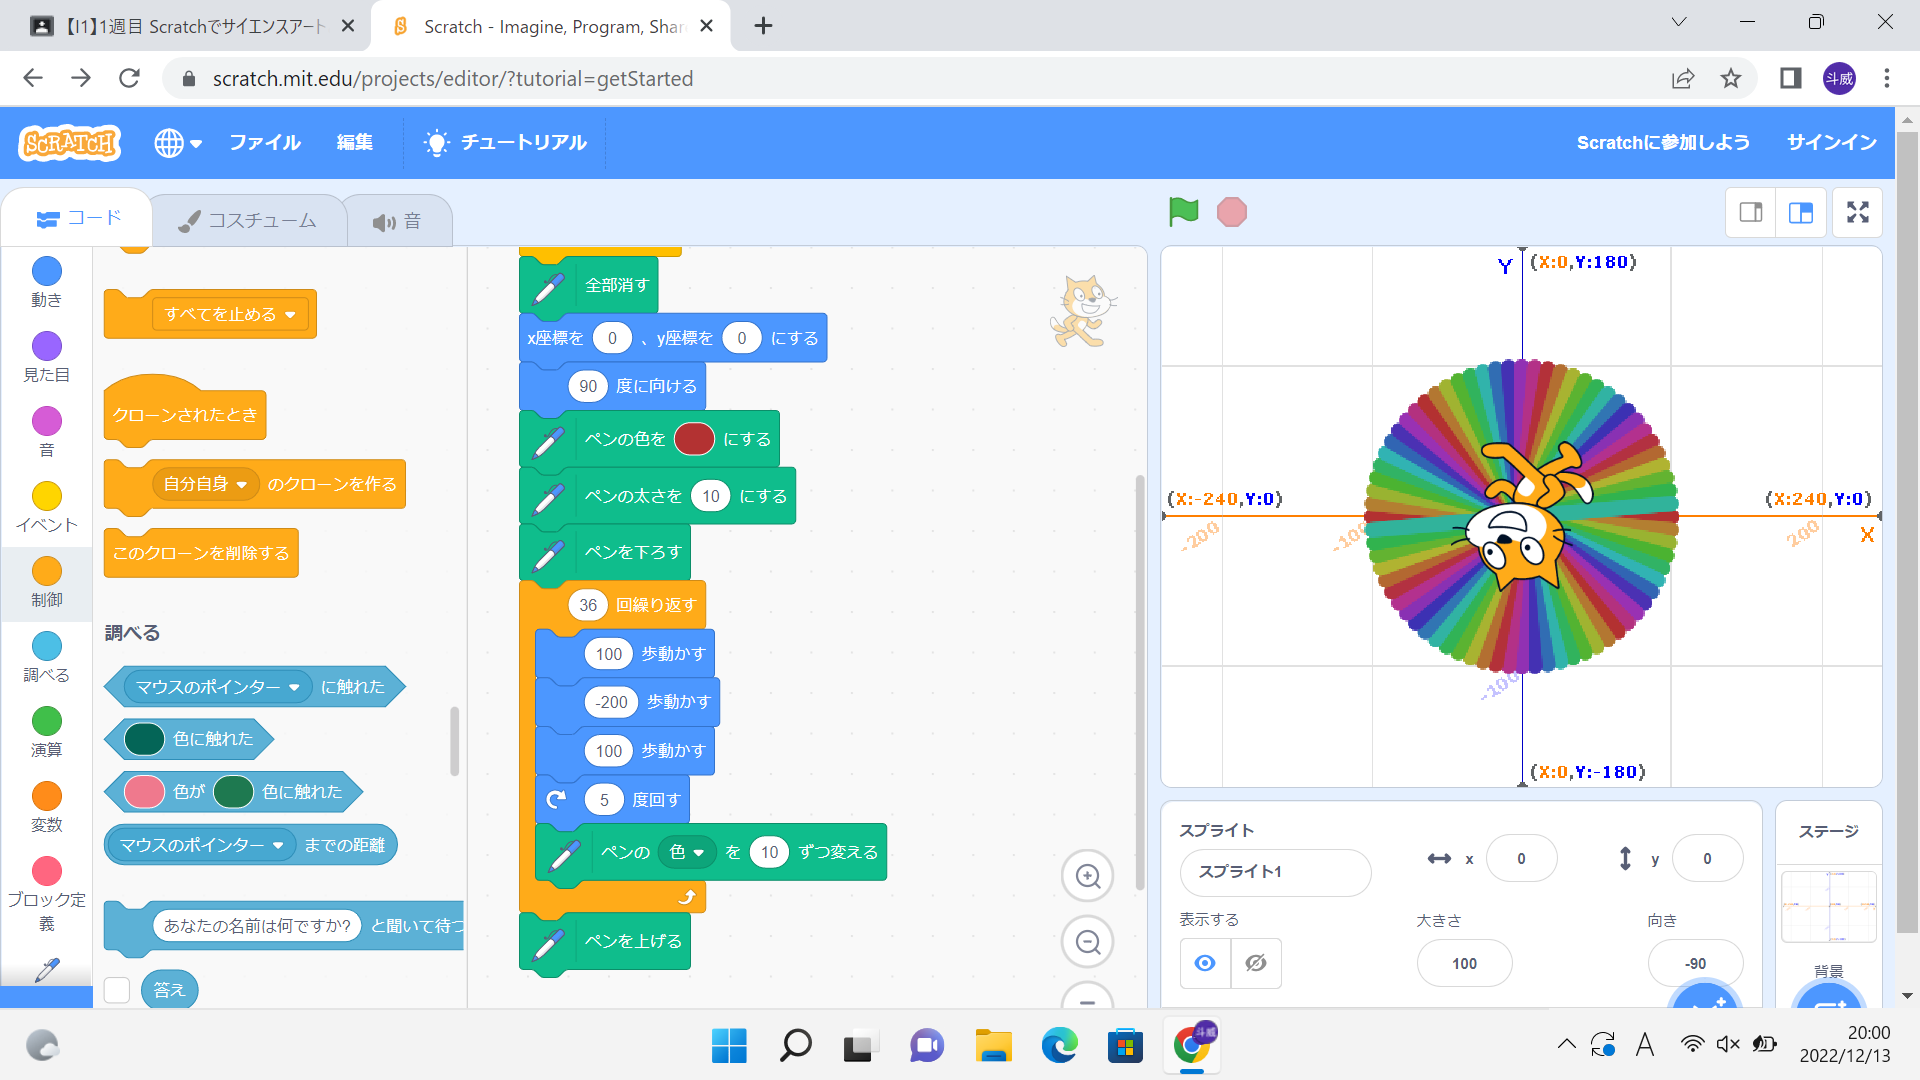 【I1】1週目 Scratchでサイエンスアート
Scratch - Imagine, Program, Shar
scratch.mit.edu/projects/editor/?tutorial=getStarted
斗威
SCRATCH
ファイル
編集
チュートリアル
Scratchに参加しよう
サインイン
コード
コスチューム
音
動き
見た目
音
イベント
制御
調べる
演算
変数
ブロック定
義
すべてを止める
クローンされたとき
自分自身 のクローンを作る
このクローンを削除する
調べる
マウスのポインター に触れた
色に触れた
色が 色に触れた
マウスのポインター までの距離
あなたの名前は何ですか? と聞いて待つ
答え
全部消す
x座標を 0 、y座標を 0 にする
90 度に向ける
ペンの色を にする
ペンの太さを 10 にする
ペンを下ろす
36 回繰り返す
100 歩動かす
-200 歩動かす
100 歩動かす
5 度回す
ペンの 色 を 10 ずつ変える
ペンを上げる
Y (X:0,Y:180)
(X:-240,Y:0)
(X:240,Y:0)
-200
-100
200
X
-100
(X:0,Y:-180)
スプライト
スプライト1
x 0
y 0
表示する
大きさ
100
向き
-90
ステージ
背景
斗威
A
20:00
2022/12/13